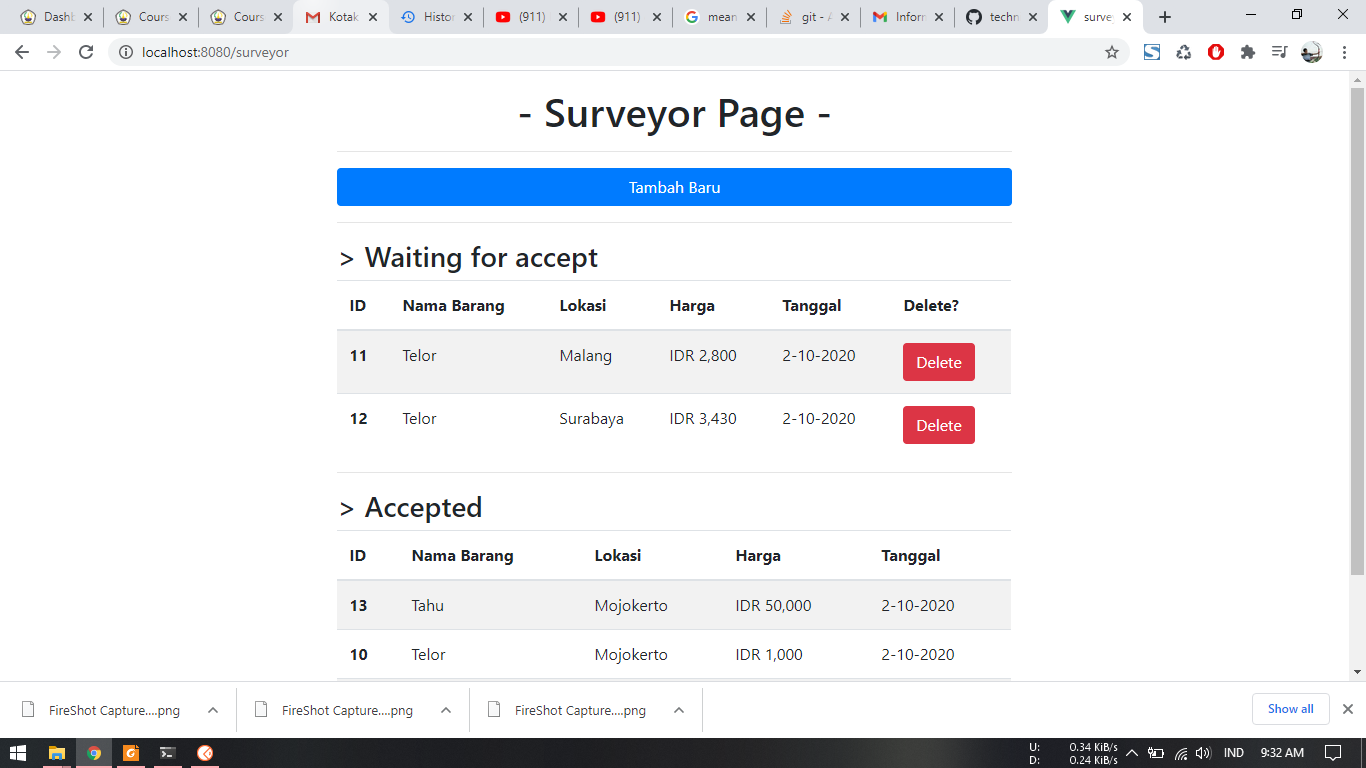 Dashb Cours Cours Kotak Histor (911) (911) mean git - A Inforr techn surve
localhost:8080/surveyor
- Surveyor Page -
Tambah Baru
> Waiting for accept
ID Nama Barang Lokasi Harga Tanggal Delete?
11 Telor Malang IDR 2,800 2-10-2020 Delete
12 Telor Surabaya IDR 3,430 2-10-2020 Delete
> Accepted
ID Nama Barang Lokasi Harga Tanggal
13 Tahu Mojokerto IDR 50,000 2-10-2020
10 Telor Mojokerto IDR 1,000 2-10-2020
FireShot Capture....png FireShot Capture....png FireShot Capture....png Show all
U: 0.34 KiB/s
D: 0.24 KiB/s
IND 9:32 AM